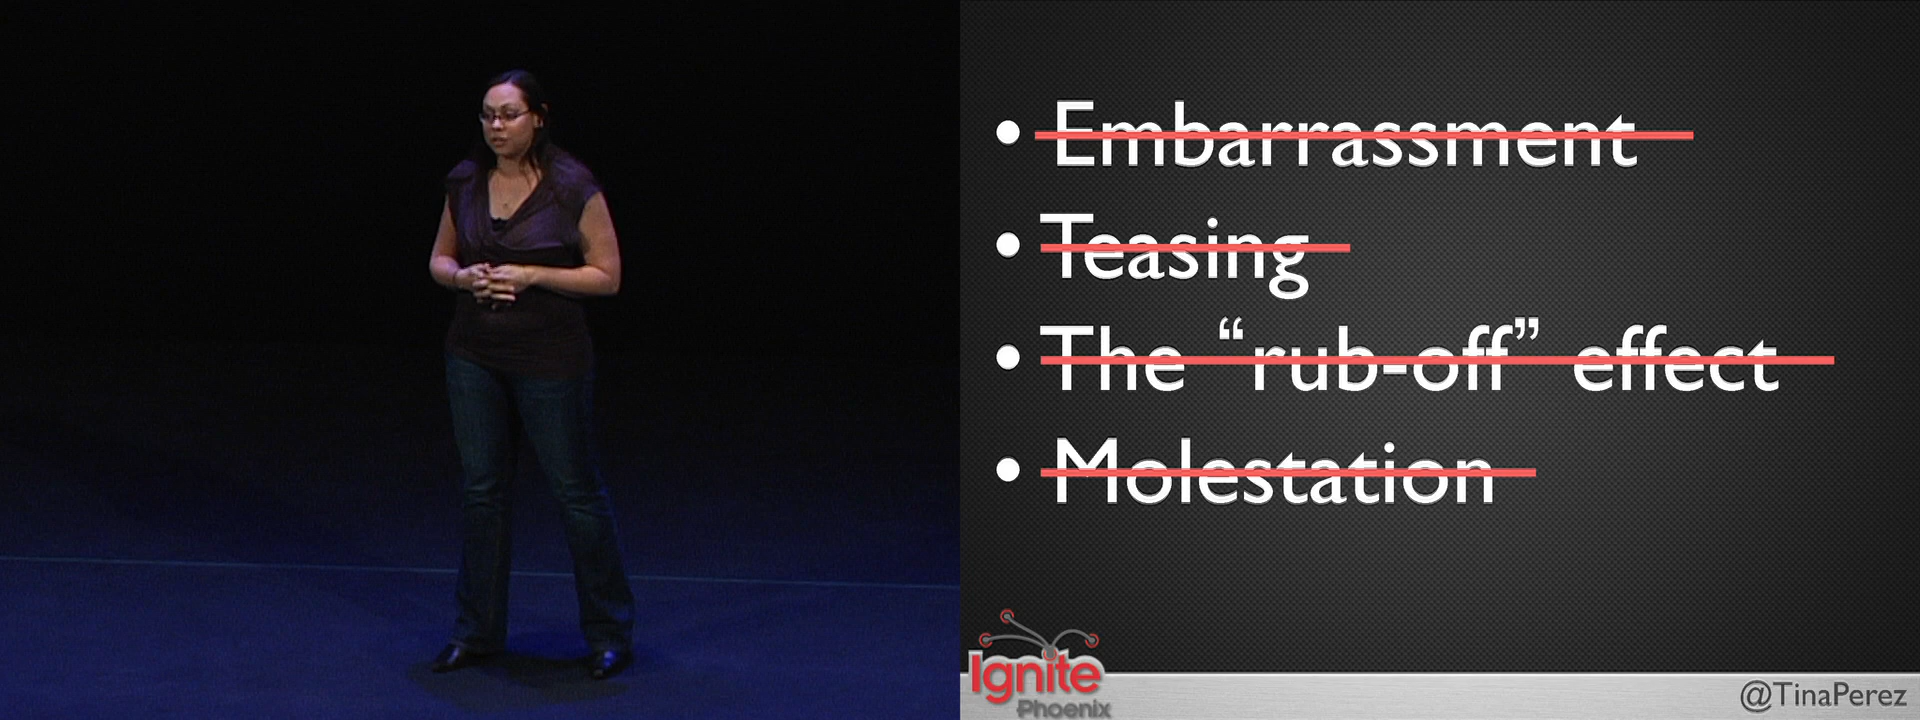 Embarrassment
Teasing
The “rub-off” effect
Molestation
Ignite
Phoenix
@TinaPerez